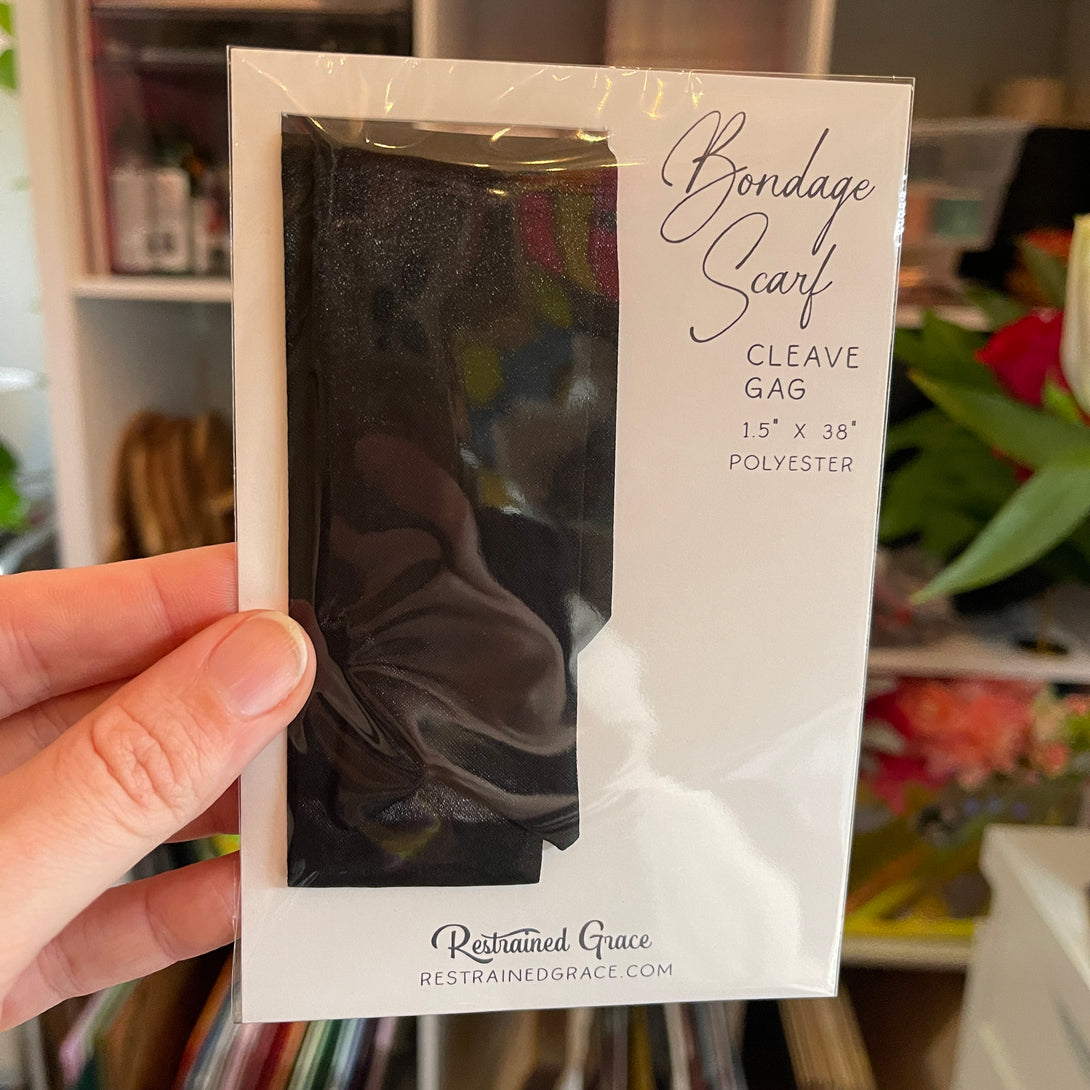 Bondage
Scarf
CLEAVE
GAG
1.5" X 38"
POLYESTER
Restrained Grace
RESTRAINEDGRACE.COM